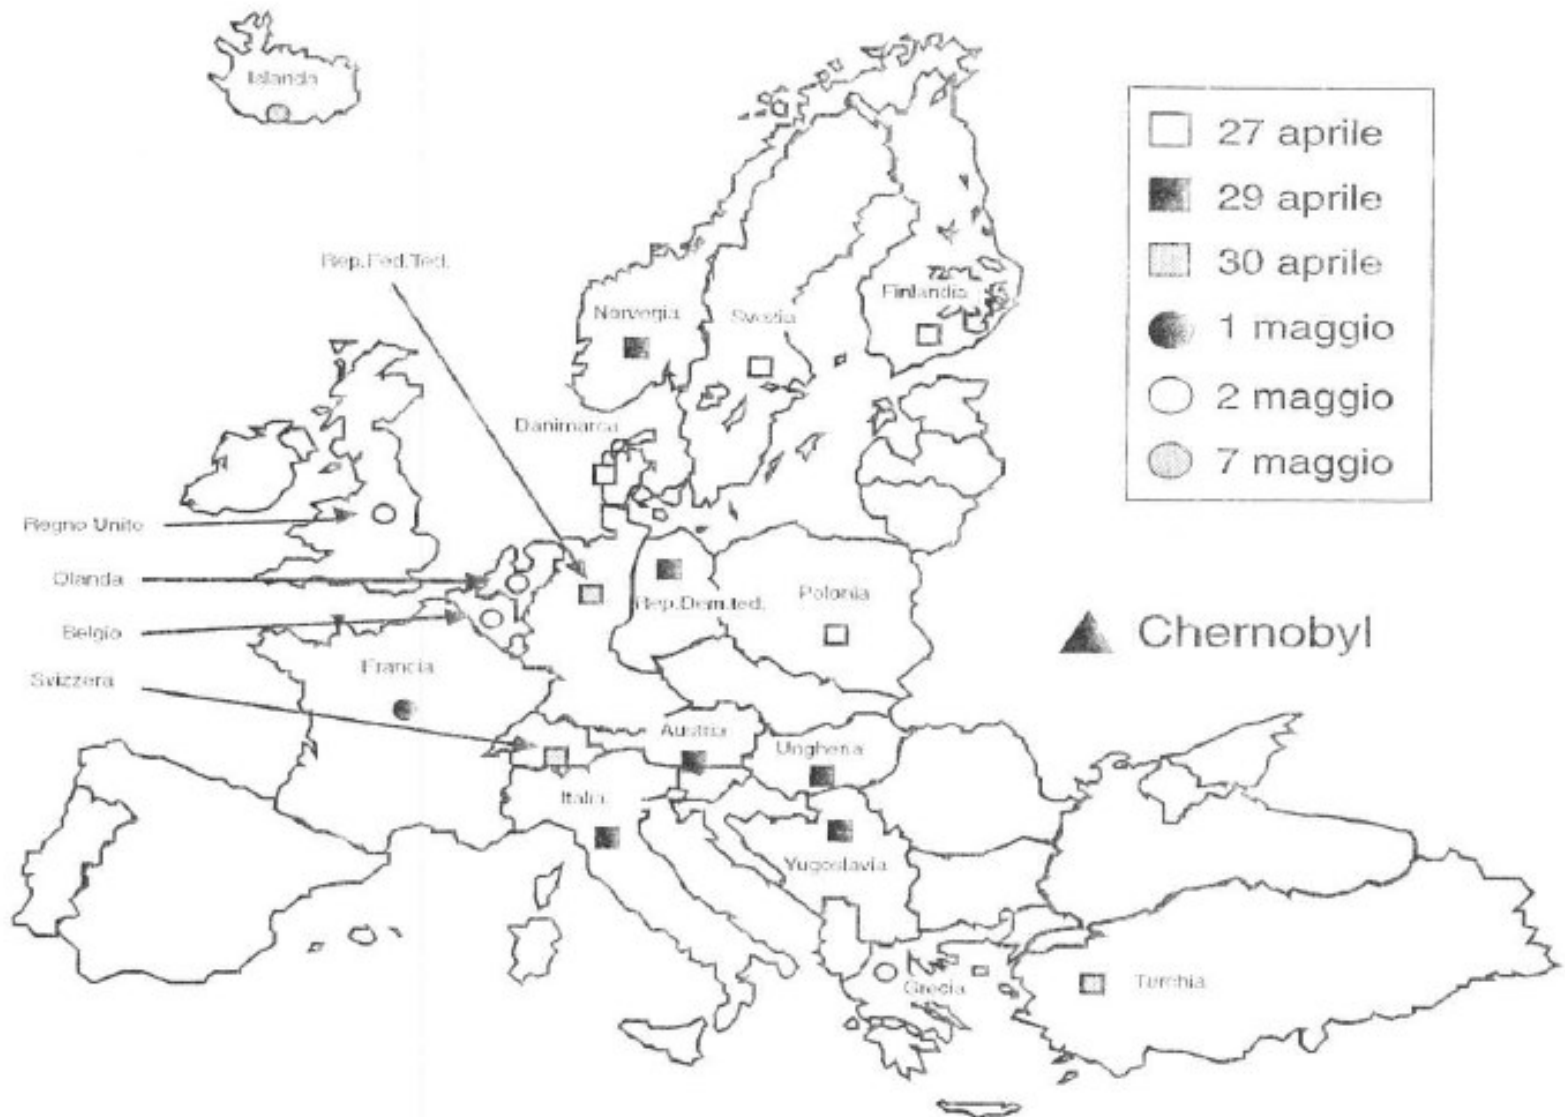 Islanda
27 aprile
29 aprile
30 aprile
1 maggio
2 maggio
7 maggio
Rep.Fed.Ted.
Norvegia
Svezia
Finlandia
Danimarca
Regno Unito
Olanda
Belgio
Svizzera
Rep.Dem.ted.
Polonia
Chernobyl
Francia
Austria
Ungheria
Italia
Yugoslavia
Grecia
Turchia